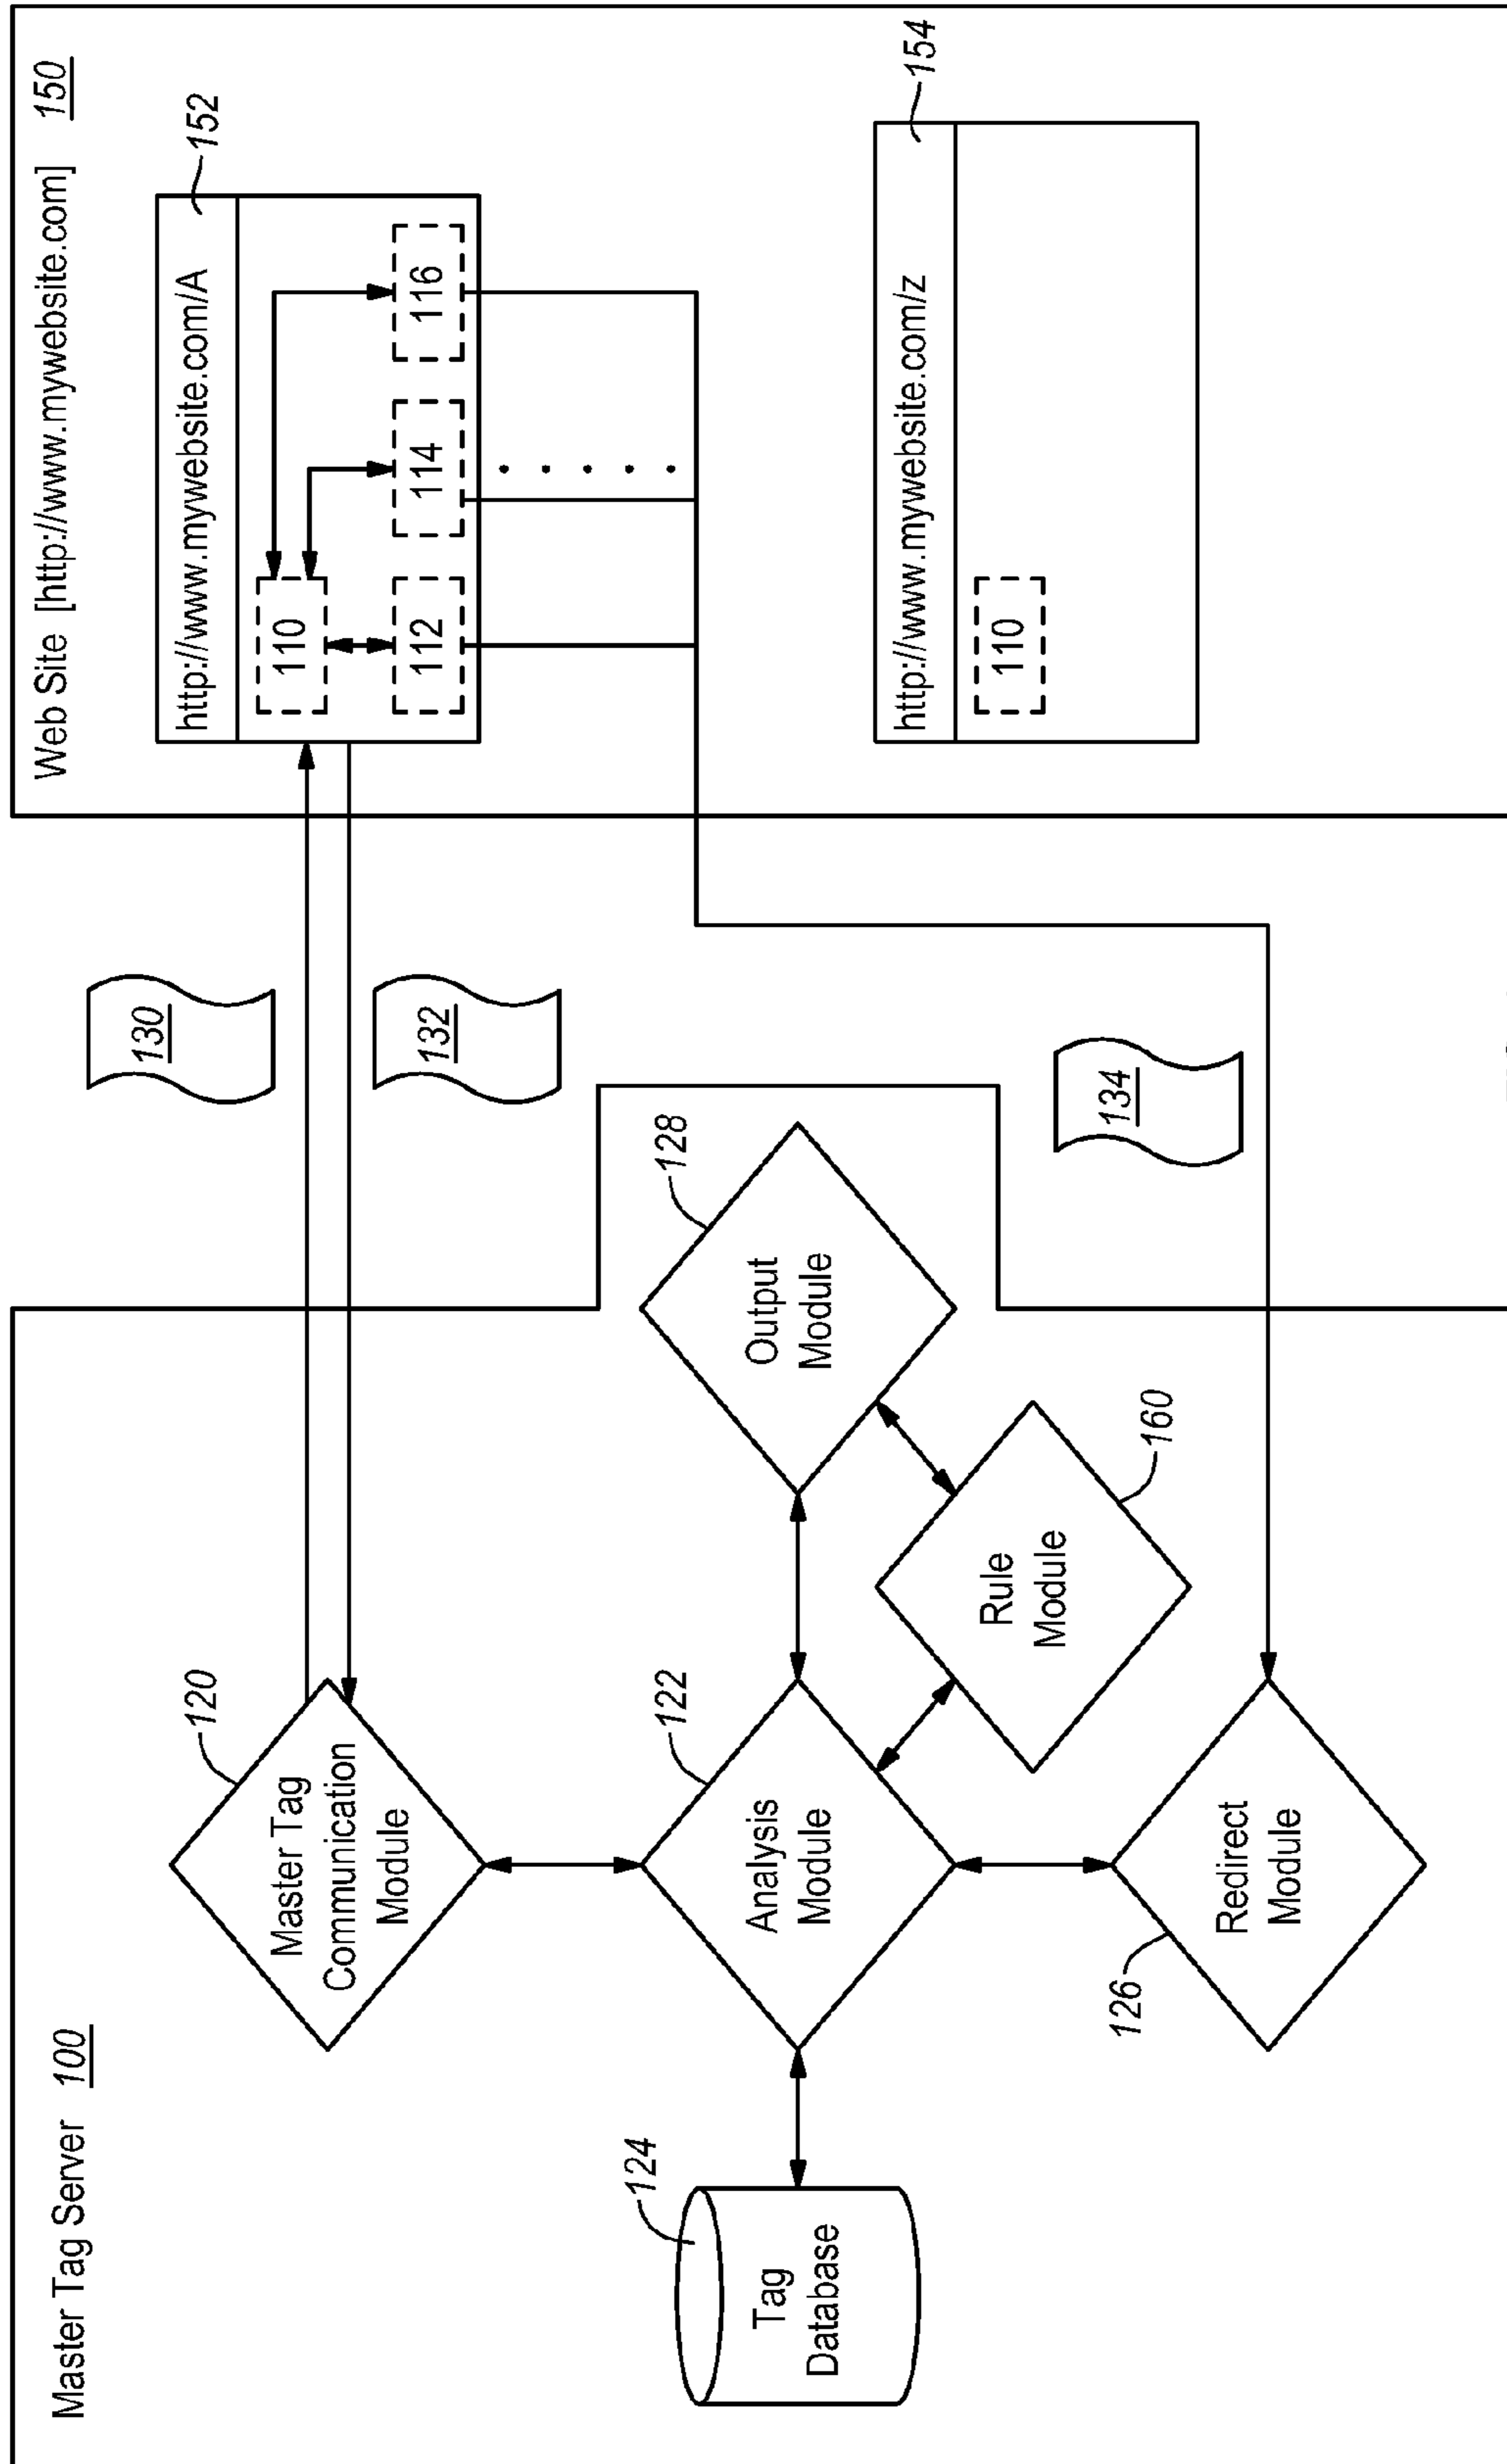 Master Tag Server 100
120
Master Tag
Communication
Module
124
Tag
Database
122
Analysis
Module
128
Output
Module
160
Rule
Module
126
Redirect
Module
130
132
134
Web Site [http://www.mywebsite.com] 150
152
http://www.mywebsite.com/A
110
112
114
116
154
http://www.mywebsite.com/z
110